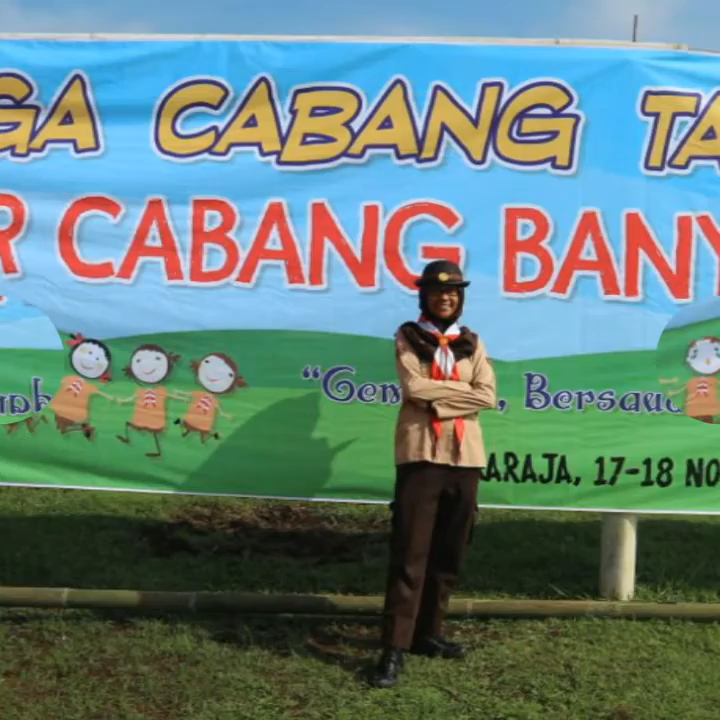 GA CABANG TA
R CABANG BANY
"Gem , Bersau
ARAJA, 17-18 NO